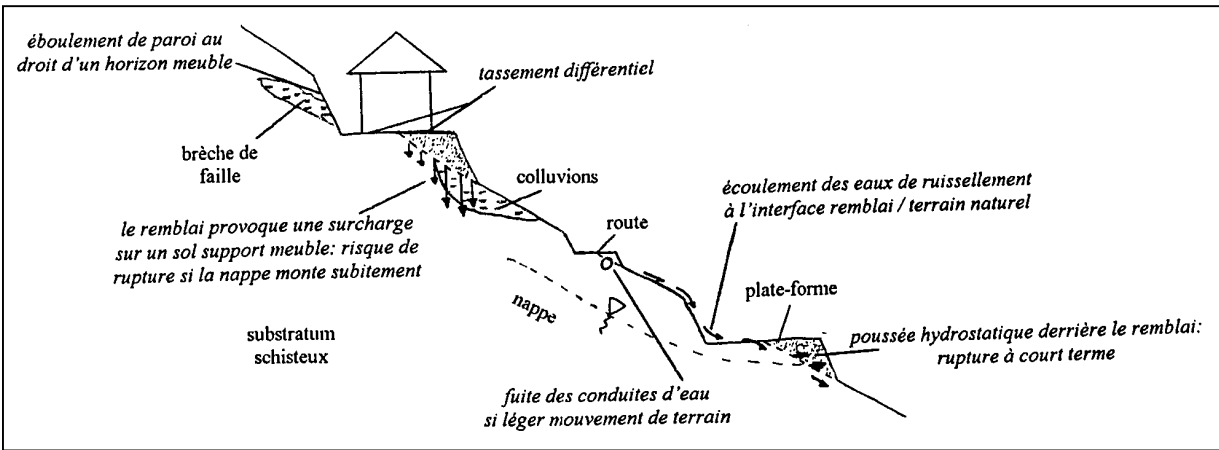 éboulement de paroi au
droit d'un horizon meuble
tassement différentiel
brèche de
faille
colluvions
écoulement des eaux de ruissellement
à l'interface remblai / terrain naturel
le remblai provoque une surcharge
sur un sol support meuble: risque de
rupture si la nappe monte subitement
route
nappe
plate-forme
substratum
schisteux
poussée hydrostatique derrière le remblai:
rupture à court terme
fuite des conduites d'eau
si léger mouvement de terrain